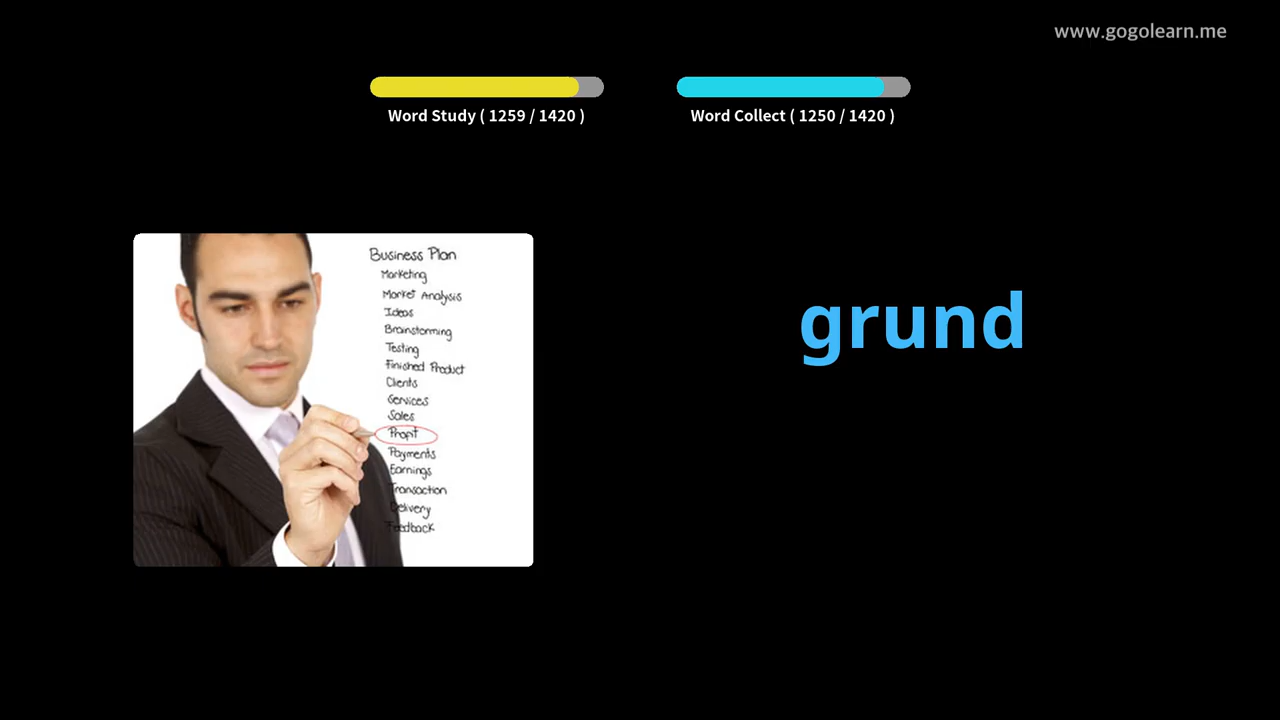 www.gogolearn.me
Word Study ( 1259 / 1420 )
Word Collect ( 1250 / 1420 )
Business Plan
Marketing
Market Analysis
Ideas
Brainstorming
Testing
Finished Product
Clients
Services
Sales
Profit
Payments
Earnings
Transaction
Delivery
Feedback
grund